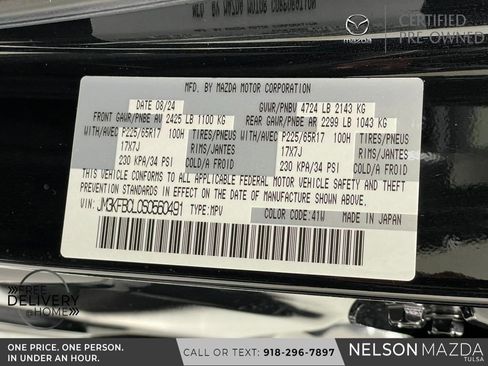 CERTIFIED
PRE-OWNED
mazda
MFD. BY MAZDA MOTOR CORPORATION
DATE 08/24 GVWR/PNBV 4724 LB 2143 KG
FRONT GAWR/PNBE AV 2425 LB 1100 KG REAR GAWR/PNBE AR 2299 LB 1043 KG
WITH/AVEC P225/65R17 100H TIRES/PNEUS WITH/AVEC P225/65R17 100H TIRES/PNEUS
17X7J RIMS/JANTES 17X7J RIMS/JANTES
230 KPA/34 PSI COLD/A FROID 230 KPA/34 PSI COLD/A FROID
THIS VEHICLE CONFORMS TO ALL APPLICABLE FEDERAL MOTOR VEHICLE SAFETY AND
THEFT PREVENTION STANDARDS IN EFFECT ON THE DATE OF MANUFACTURE SHOWN ABOVE.
VIN: JM3KFBCL0S0560491 TYPE: MPV COLOR CODE: 41W MADE IN JAPAN
FREE
DELIVERY
@HOME
ONE PRICE. ONE PERSON.
IN UNDER AN HOUR.
CALL OR TEXT: 918-296-7897
NELSON MAZDA
TULSA